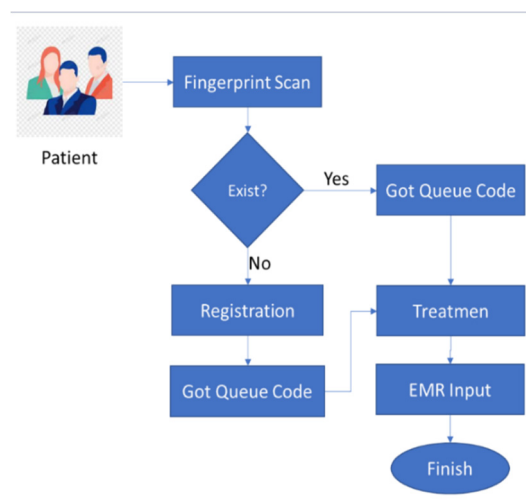 Patient
Fingerprint Scan
Exist?
Yes
Got Queue Code
No
Registration
Treatmen
Got Queue Code
EMR Input
Finish